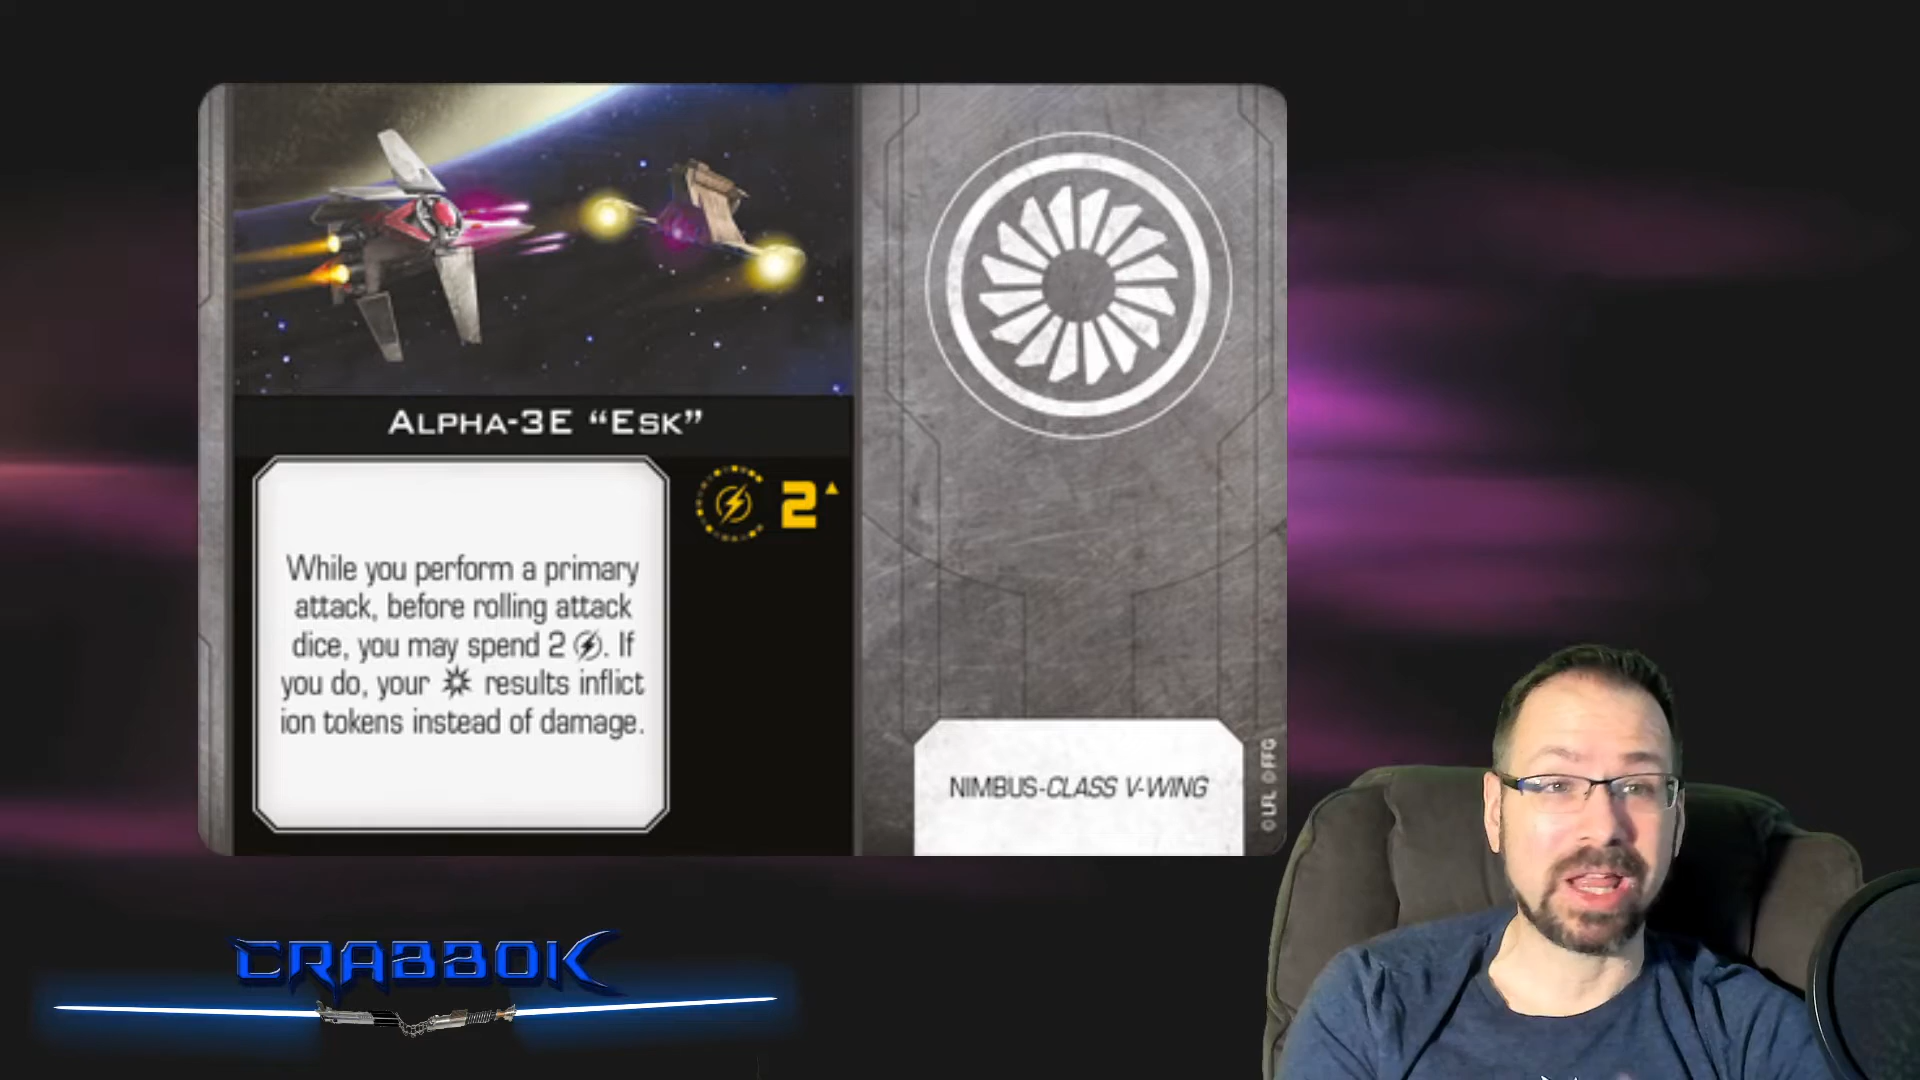 ALPHA-3E “ESK”
2
While you perform a primary
attack, before rolling attack
dice, you may spend 2 . If
you do, your results inflict
ion tokens instead of damage.
NIMBUS-CLASS V-WING
©LFL ©FFG
CRABBOK